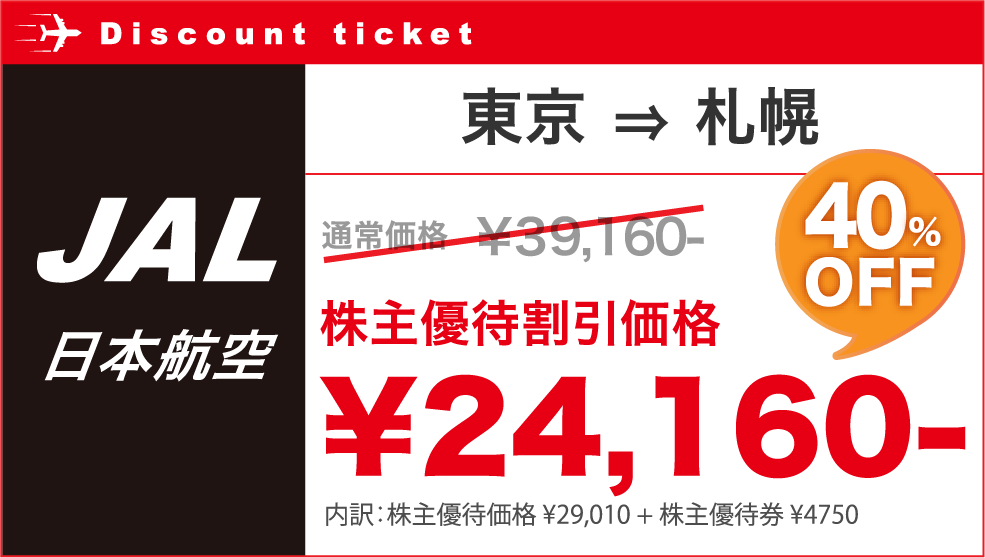 Discount ticket
東京 ⇒ 札幌
JAL
日本航空
通常価格 ¥39,160-
40%
OFF
株主優待割引価格
¥24,160-
内訳：株主優待価格 ¥29,010 + 株主優待券 ¥4750